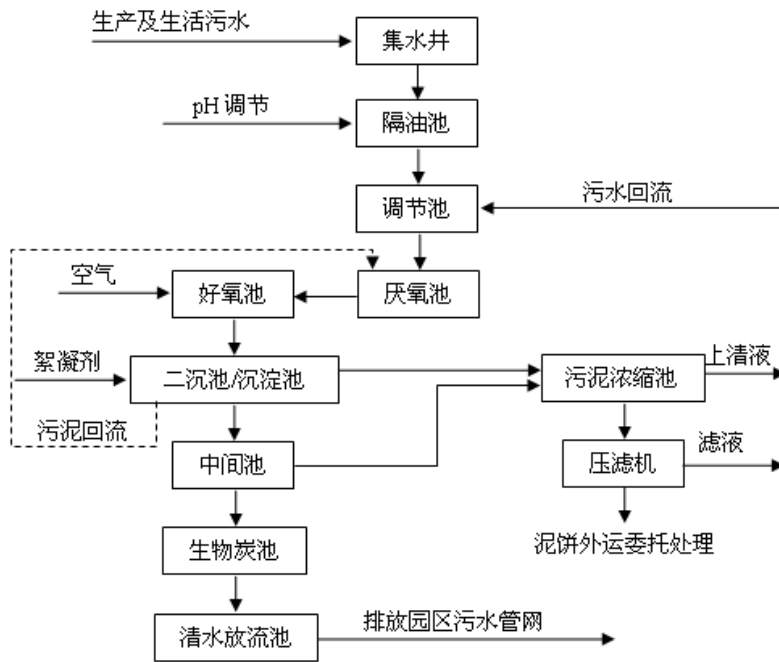 生产及生活污水
集水井
pH 调节
隔油池
调节池
污水回流
空气
好氧池
厌氧池
絮凝剂
二沉池/沉淀池
污泥浓缩池
上清液
污泥回流
中间池
压滤机
滤液
生物炭池
泥饼外运委托处理
清水放流池
排放园区污水管网